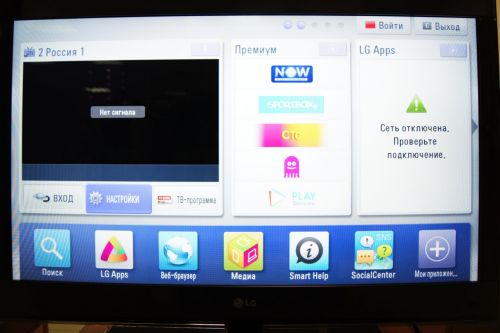 Войти
Выход
2 Россия 1
Нет сигнала
ВХОД
НАСТРОЙКИ
ТВ-программа
Премиум
NOW
SPORTBOX
СТС
PLAY
LG Apps
Сеть отключена.
Проверьте
подключение.
Поиск
LG Apps
Веб-браузер
Медиа
Smart Help
SNS
SocialCenter
Мои приложен...
LG